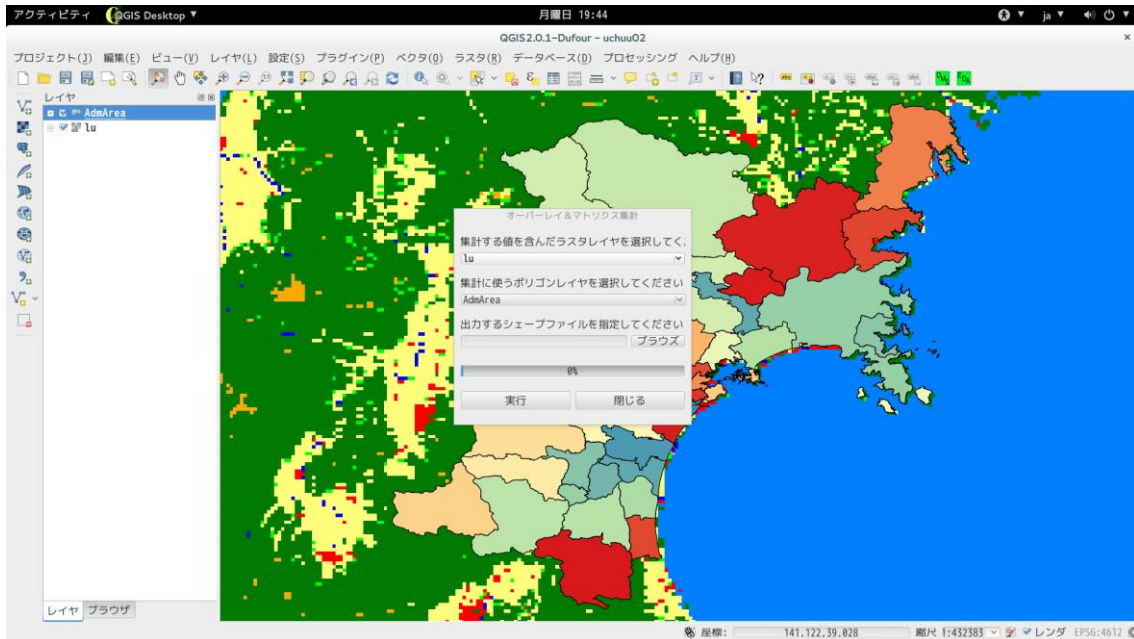 アクティビティ QGIS Desktop ▼ 月曜日 19:44 ja
QGIS 2.0.1-Dufour - uchuu02
プロジェクト(J) 編集(E) ビュー(V) レイヤ(L) 設定(S) プラグイン(P) ベクタ(O) ラスタ(R) データベース(D) プロセッシング ヘルプ(H)
レイヤ
AdmArea
lu
オーバーレイ&マトリクス集計
集計する値を含んだラスタレイヤを選択してく
lu
集計に使うポリゴンレイヤを選択してください
AdmArea
出力するシェープファイルを指定してください
ブラウズ
0%
実行 閉じる
レイヤ ブラウザ
座標: 141.122,39.028 縮尺 1:432383 レンダ EPSG:4612